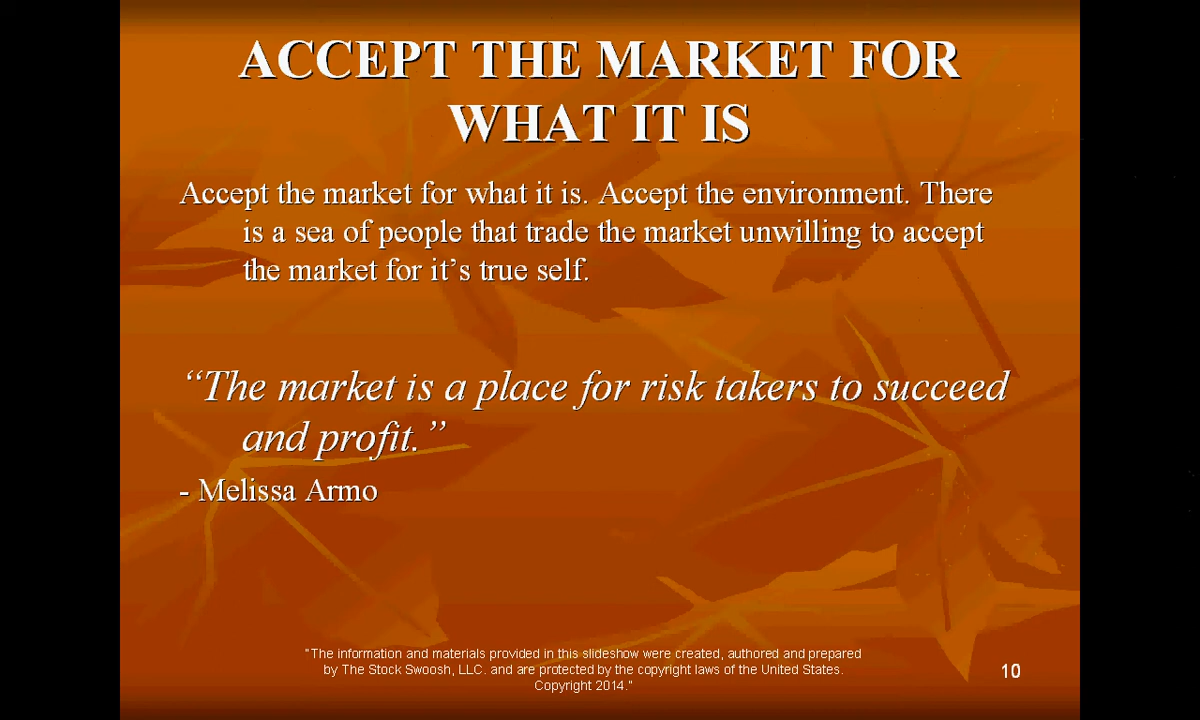 ACCEPT THE MARKET FOR
WHAT IT IS
Accept the market for what it is. Accept the environment. There
is a sea of people that trade the market unwilling to accept
the market for it’s true self.
“The market is a place for risk takers to succeed
and profit.”
- Melissa Armo
"The information and materials provided in this slideshow were created, authored and prepared
by The Stock Swoosh, LLC. and are protected by the copyright laws of the United States.
Copyright 2014."
10